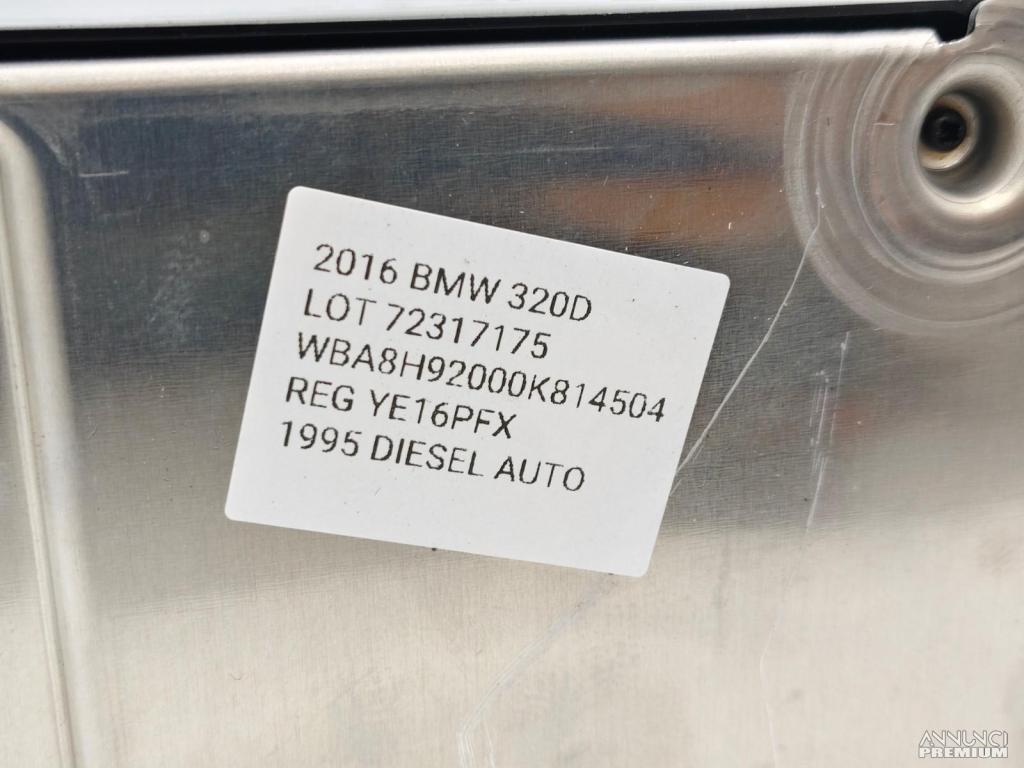 2016 BMW 320D
LOT 72317175
WBA8H92000K814504
REG YE16PFX
1995 DIESEL AUTO
ANNUNCI
PREMIUM